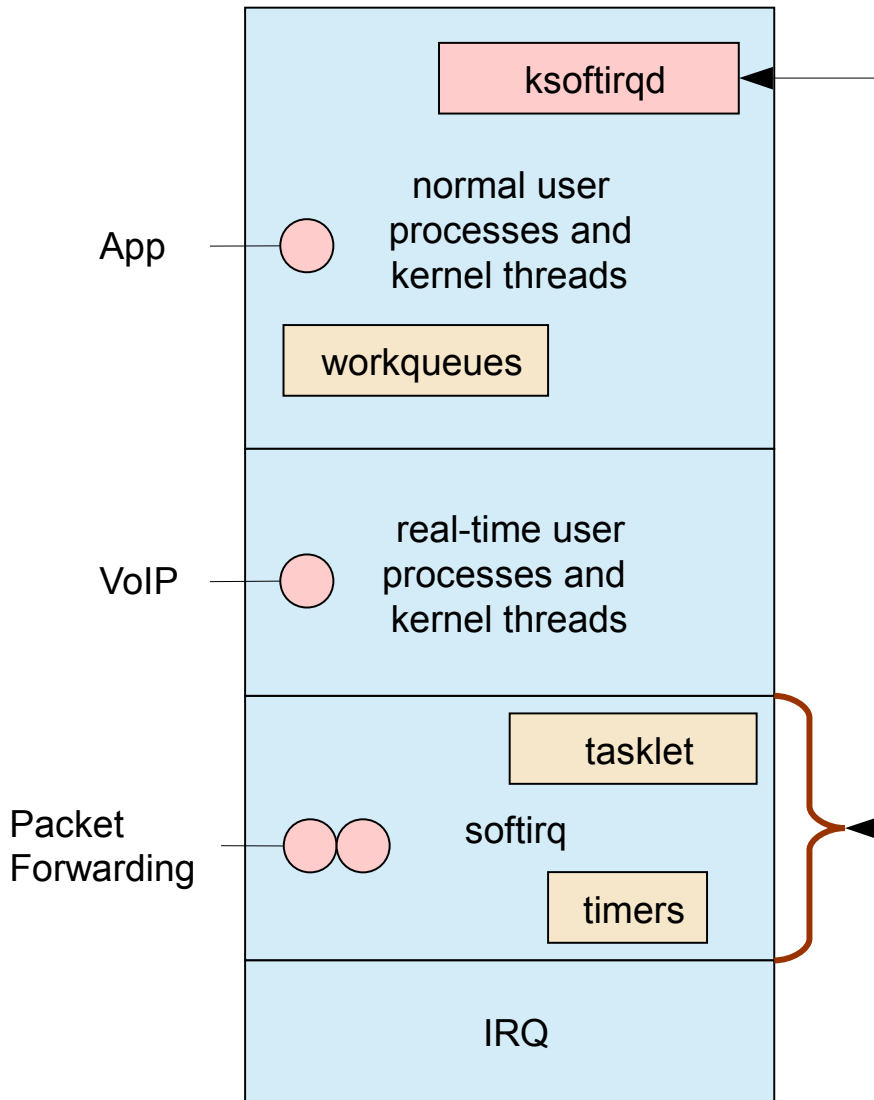 ksoftirqd
normal user
processes and
kernel threads
App
workqueues
real-time user
processes and
kernel threads
VoIP
tasklet
softirq
Packet
Forwarding
timers
IRQ